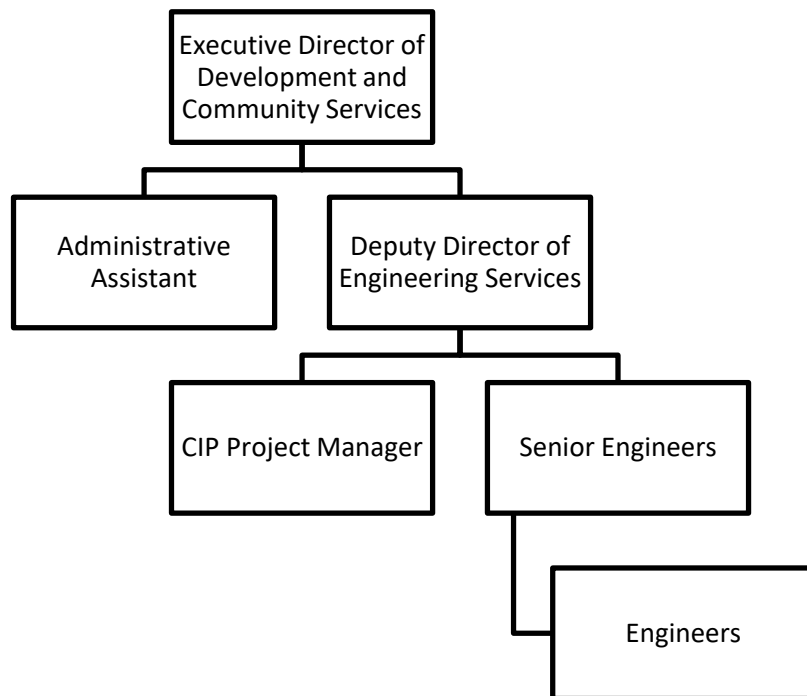 Executive Director of
Development and
Community Services
Administrative
Assistant
Deputy Director of
Engineering Services
CIP Project Manager
Senior Engineers
Engineers